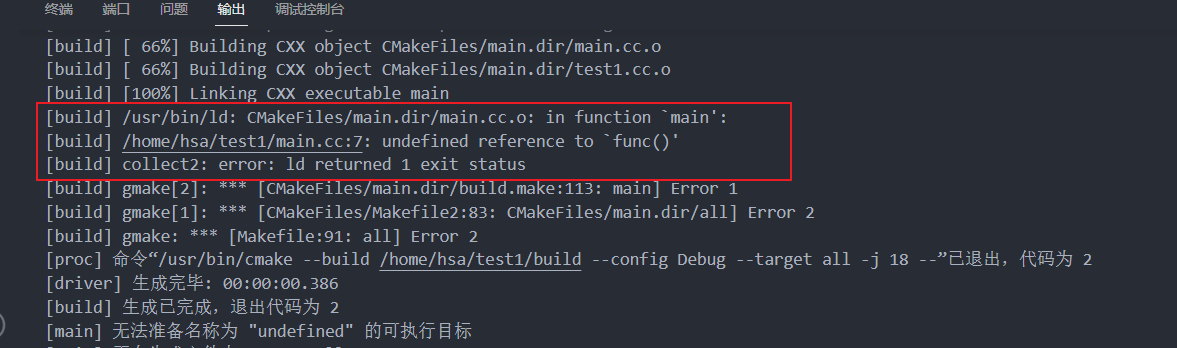 终端 端口 问题 输出 调试控制台
[build] [ 66%] Building CXX object CMakeFiles/main.dir/main.cc.o
[build] [ 66%] Building CXX object CMakeFiles/main.dir/test1.cc.o
[build] [100%] Linking CXX executable main
[build] /usr/bin/ld: CMakeFiles/main.dir/main.cc.o: in function `main':
[build] /home/hsa/test1/main.cc:7: undefined reference to `func()'
[build] collect2: error: ld returned 1 exit status
[build] gmake[2]: *** [CMakeFiles/main.dir/build.make:113: main] Error 1
[build] gmake[1]: *** [CMakeFiles/Makefile2:83: CMakeFiles/main.dir/all] Error 2
[build] gmake: *** [Makefile:91: all] Error 2
[proc] 命令“/usr/bin/cmake --build /home/hsa/test1/build --config Debug --target all -j 18 --”已退出，代码为 2
[driver] 生成完毕: 00:00:00.386
[build] 生成已完成，退出代码为 2
[main] 无法准备名称为 "undefined" 的可执行目标